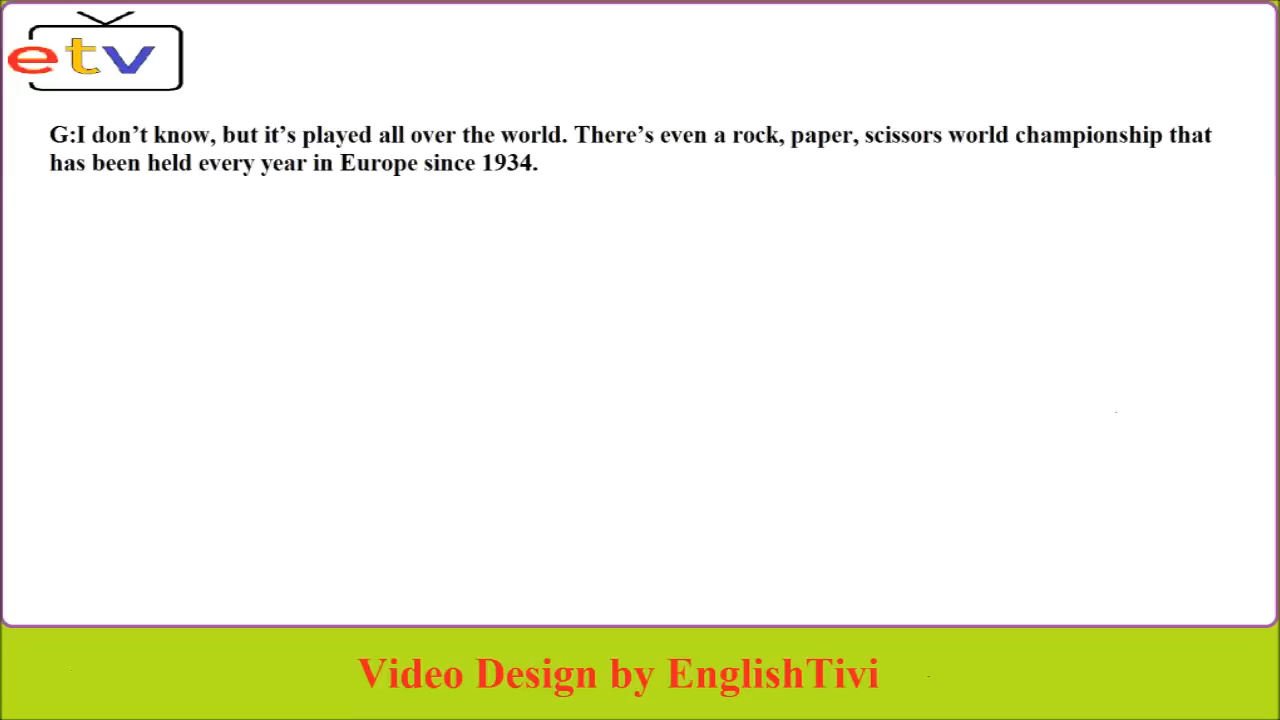 etv
G:I don’t know, but it’s played all over the world. There’s even a rock, paper, scissors world championship that
has been held every year in Europe since 1934.
Video Design by EnglishTivi